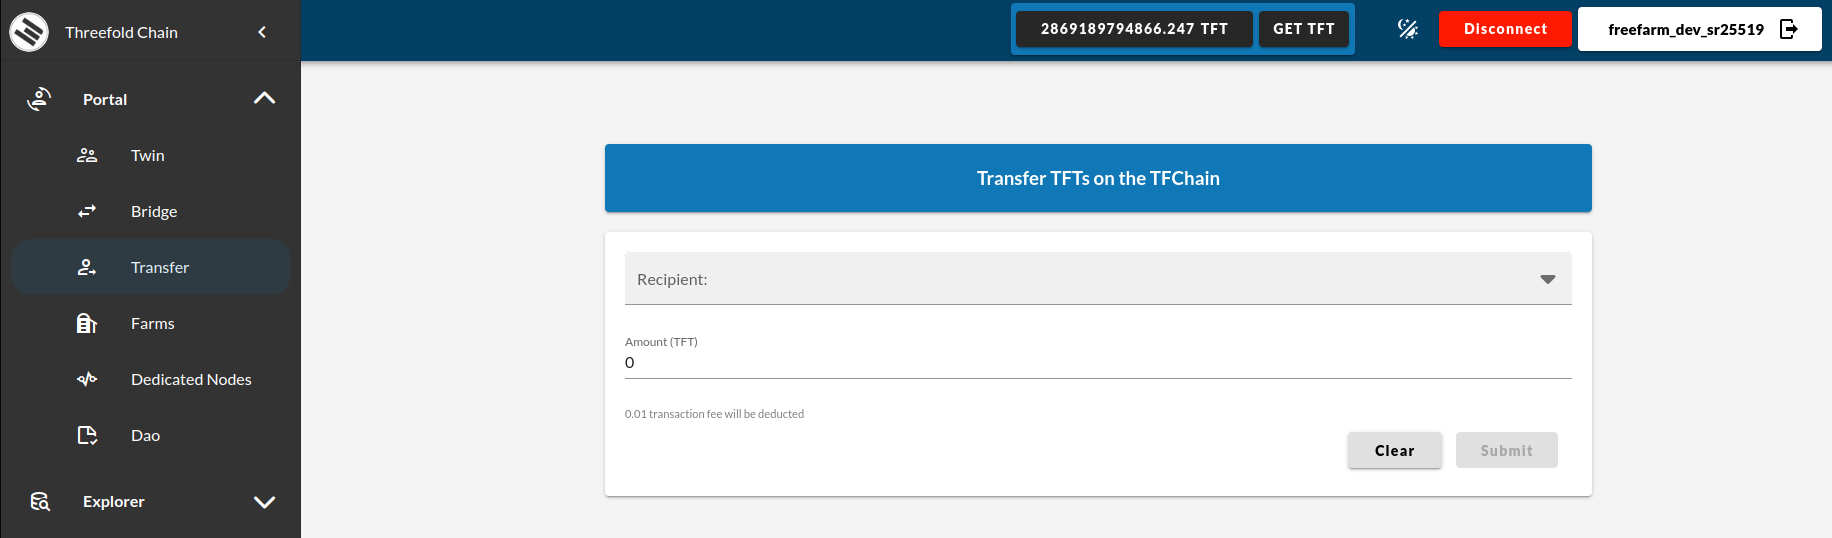 Threefold Chain
2869189794866.247 TFT
GET TFT
Disconnect
freefarm_dev_sr25519
Portal
Twin
Bridge
Transfer
Farms
Dedicated Nodes
Dao
Explorer
Transfer TFTs on the TFChain
Recipient:
Amount (TFT)
0
0.01 transaction fee will be deducted
Clear
Submit